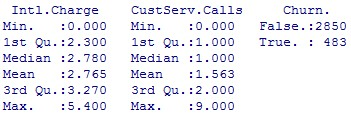 Intl.Charge CustServ.Calls Churn.
Min. :0.000 Min. :0.000 False.:2850
1st Qu.:2.300 1st Qu.:1.000 True. : 483
Median :2.780 Median :1.000
Mean :2.765 Mean :1.563
3rd Qu.:3.270 3rd Qu.:2.000
Max. :5.400 Max. :9.000